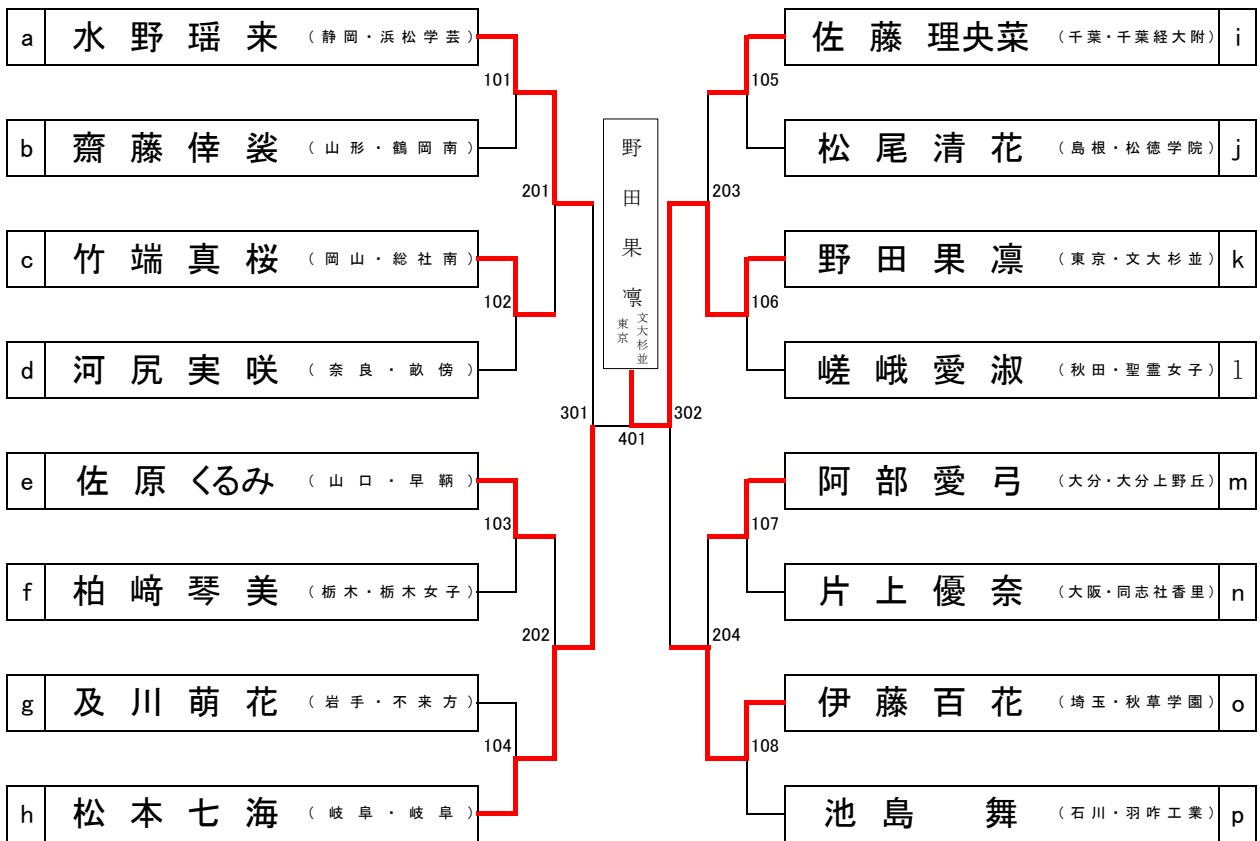 a 水野瑶来 (静岡・浜松学芸)
101
b 齋藤倖裟 (山形・鶴岡南)
201
c 竹端真桜 (岡山・総社南)
102
d 河尻実咲 (奈良・畝傍)
301
e 佐原くるみ (山口・早鞆)
103
f 柏﨑琴美 (栃木・栃木女子)
202
g 及川萌花 (岩手・不来方)
104
h 松本七海 (岐阜・岐阜)
野田果凛
文大杉並
東京
401
佐藤理央菜 (千葉・千葉経大附) i
105
松尾清花 (島根・松徳学院) j
203
野田果凛 (東京・文大杉並) k
106
嵯峨愛淑 (秋田・聖霊女子) l
302
阿部愛弓 (大分・大分上野丘) m
107
片上優奈 (大阪・同志社香里) n
204
伊藤百花 (埼玉・秋草学園) o
108
池島 舞 (石川・羽咋工業) p